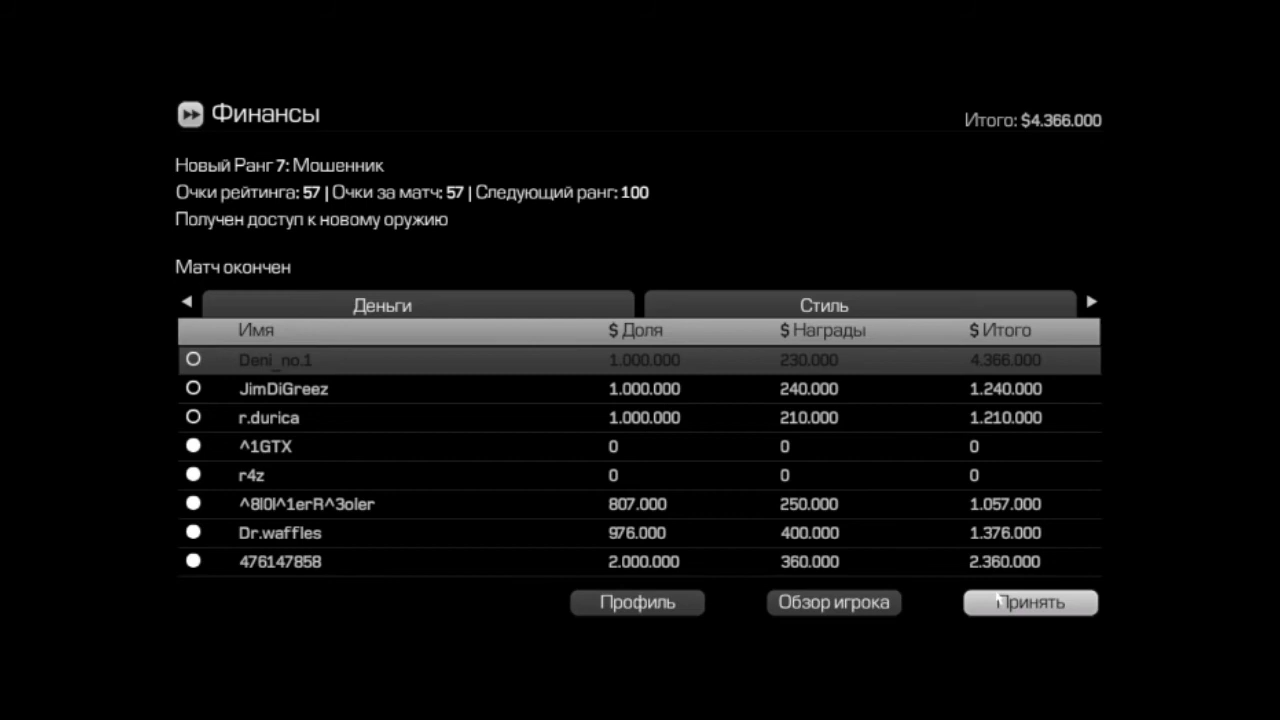 Финансы
Итого: $4.366.000
Новый Ранг 7: Мошенник
Очки рейтинга: 57 | Очки за матч: 57 | Следующий ранг: 100
Получен доступ к новому оружию
Матч окончен
Деньги Стиль
Имя $ Доля $ Награды $ Итого
Deni_no.1 1.000.000 230.000 4.366.000
JimDiGreez 1.000.000 240.000 1.240.000
r.durica 1.000.000 210.000 1.210.000
^1GTX 0 0 0
r4z 0 0 0
^8|0|^1erR^3oler 807.000 250.000 1.057.000
Dr.waffles 976.000 400.000 1.376.000
476147858 2.000.000 360.000 2.360.000
Профиль Обзор игрока Принять